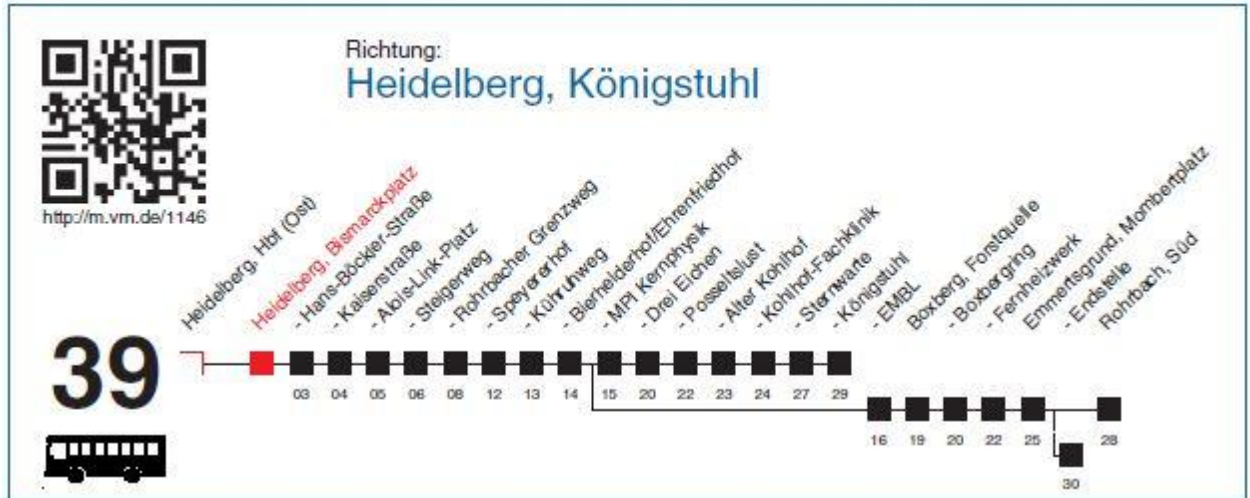 Richtung:
Heidelberg, Königstuhl
http://m.vrn.de/1146
Heidelberg, Hbf (Ost)
Heidelberg, Bismarckplatz
- Hans-Böckler-Straße
- Kaiserstraße
- Alois-Link-Platz
- Steigerweg
- Rohrbacher Grenzweg
- Speyererhof
- Kühruhweg
- Bierhelderhof/Ehrenfriedhof
- MPI Kernphysik
- Drei Eichen
- Posseltslust
- Alter Kohlhof
- Kohlhof-Fachklinik
- Sternwarte
- Königstuhl
- EMBL
Boxberg, Forstquelle
- Boxbergring
- Fernheizwerk
Emmertsgrund, Mombertplatz
- Endstelle
Rohrbach, Süd
39
03 04 05 06 08 12 13 14 15 20 22 23 24 27 29
16 19 20 22 25 28
30